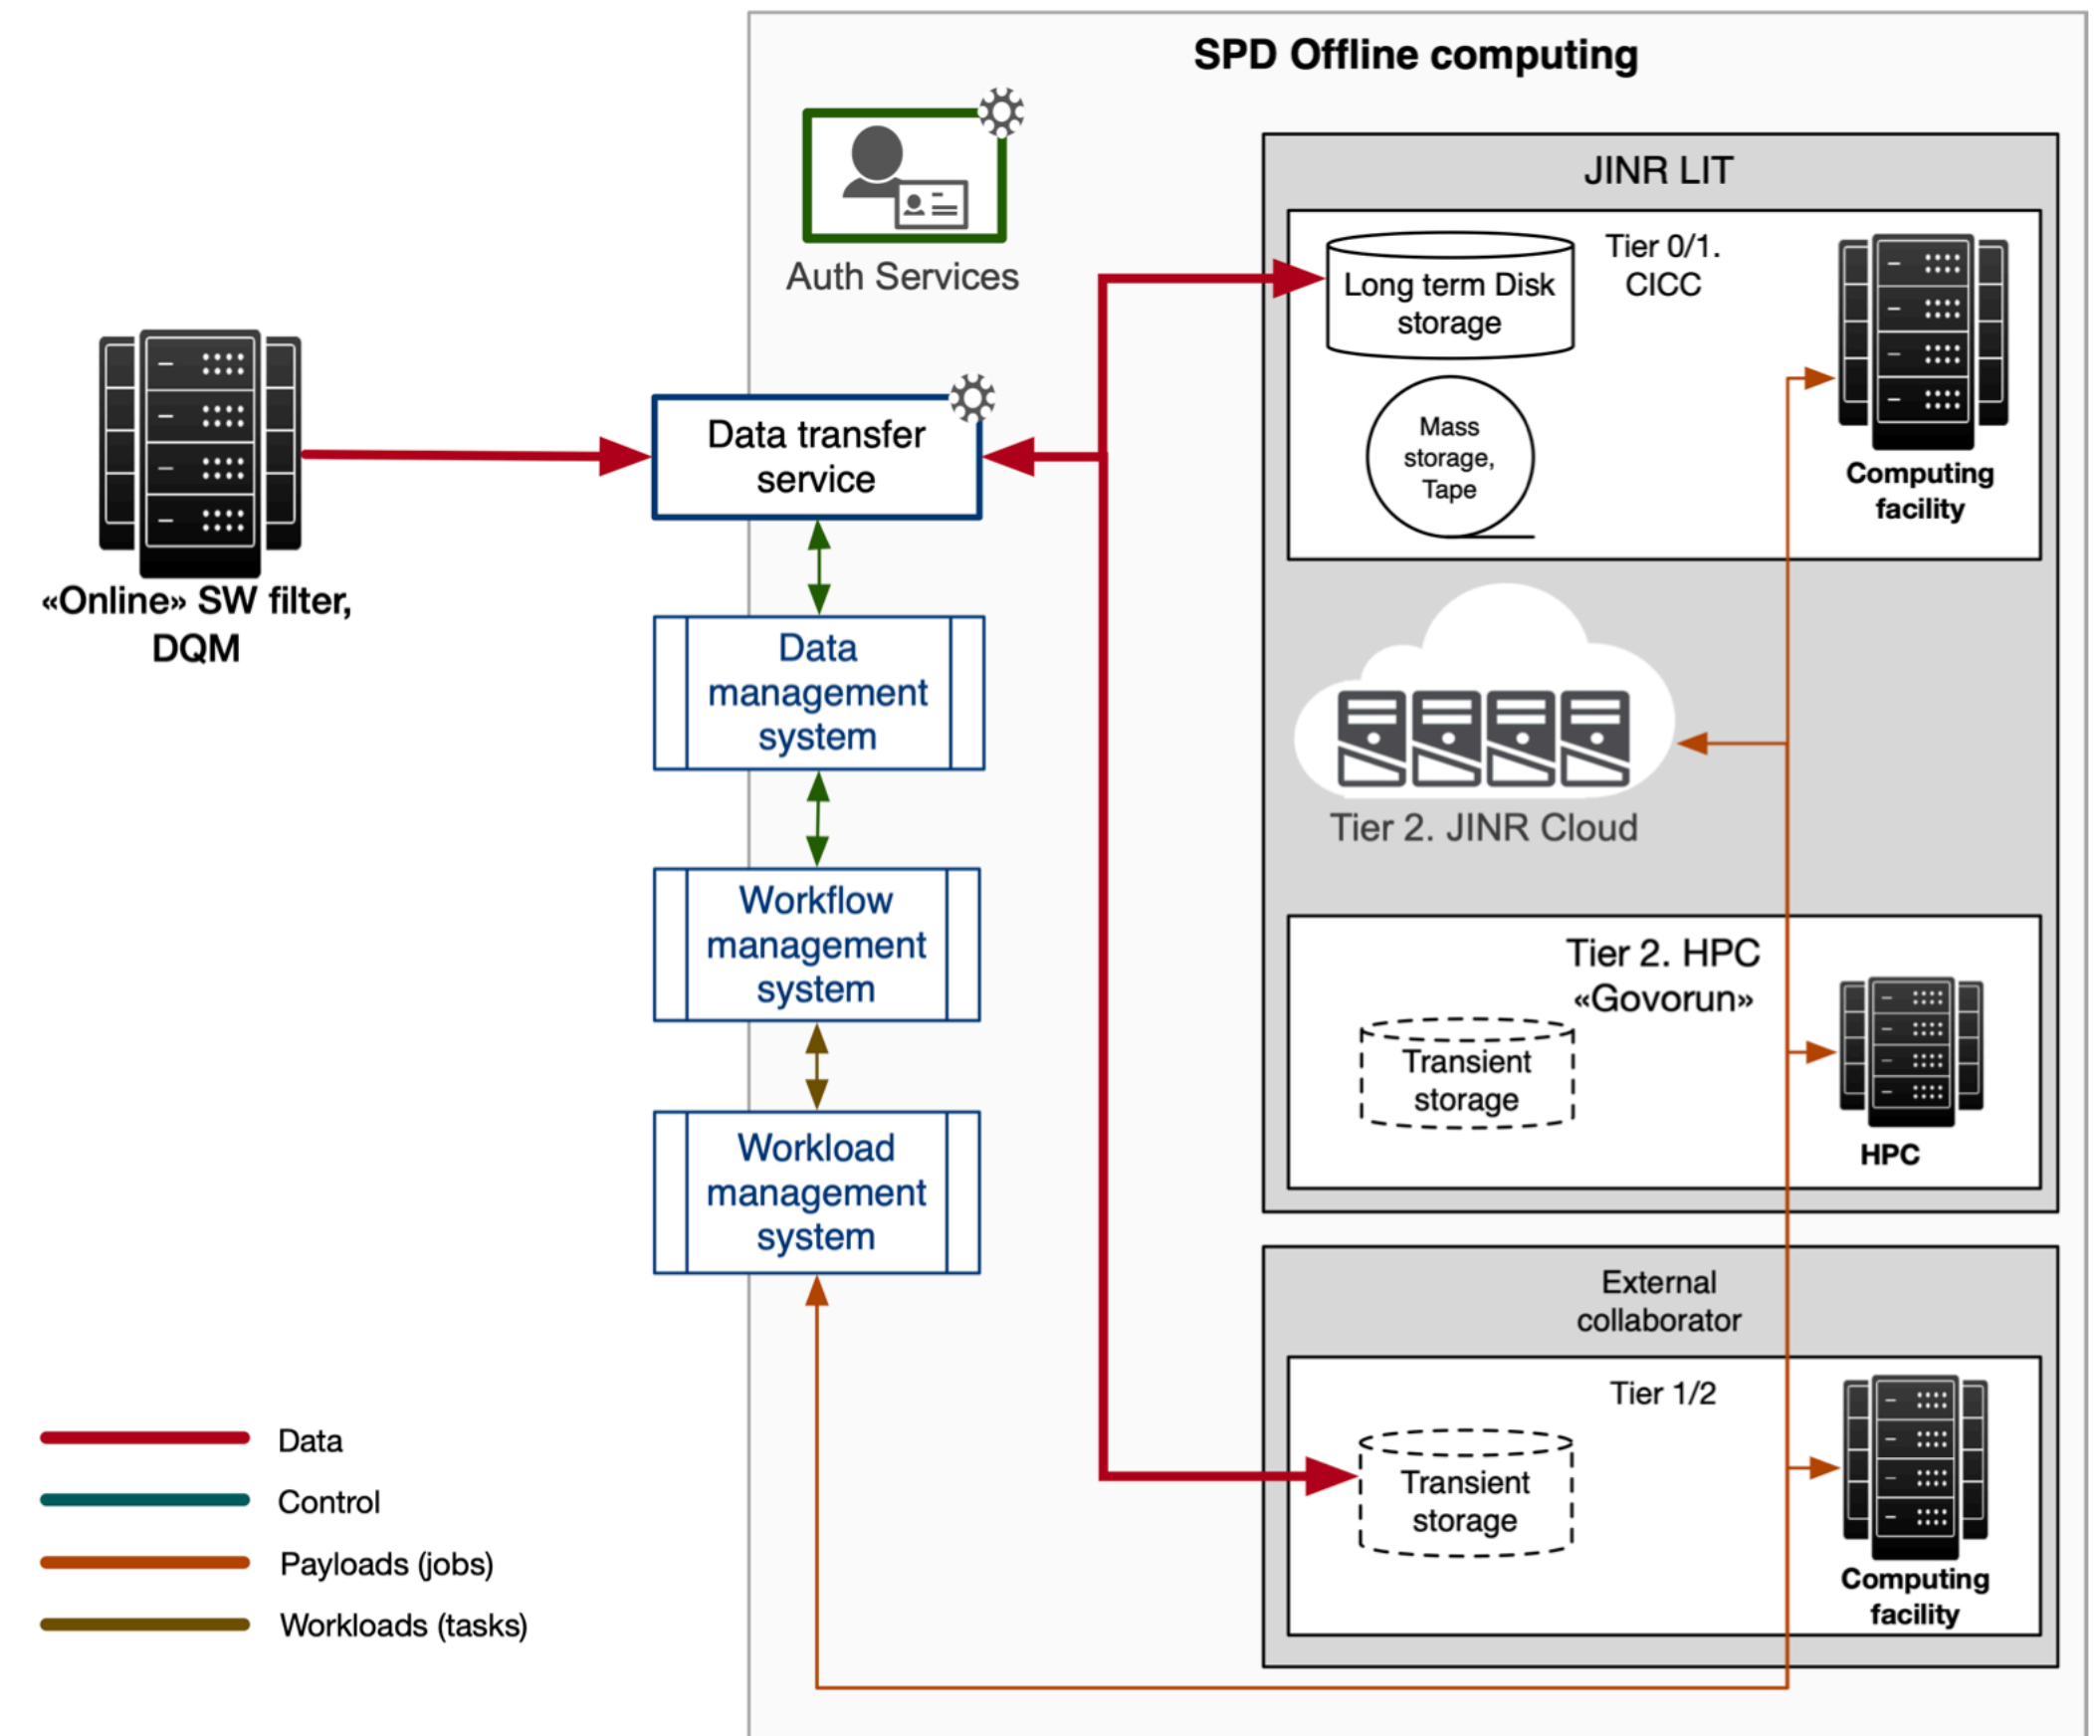 SPD Offline computing
Auth Services
JINR LIT
Long term Disk
storage
Tier 0/1.
CICC
Mass
storage,
Tape
Computing
facility
«Online» SW filter,
DQM
Data transfer
service
Data
management
system
Workflow
management
system
Workload
management
system
Tier 2. JINR Cloud
Tier 2. HPC
«Govorun»
Transient
storage
HPC
External
collaborator
Tier 1/2
Transient
storage
Computing
facility
Data
Control
Payloads (jobs)
Workloads (tasks)